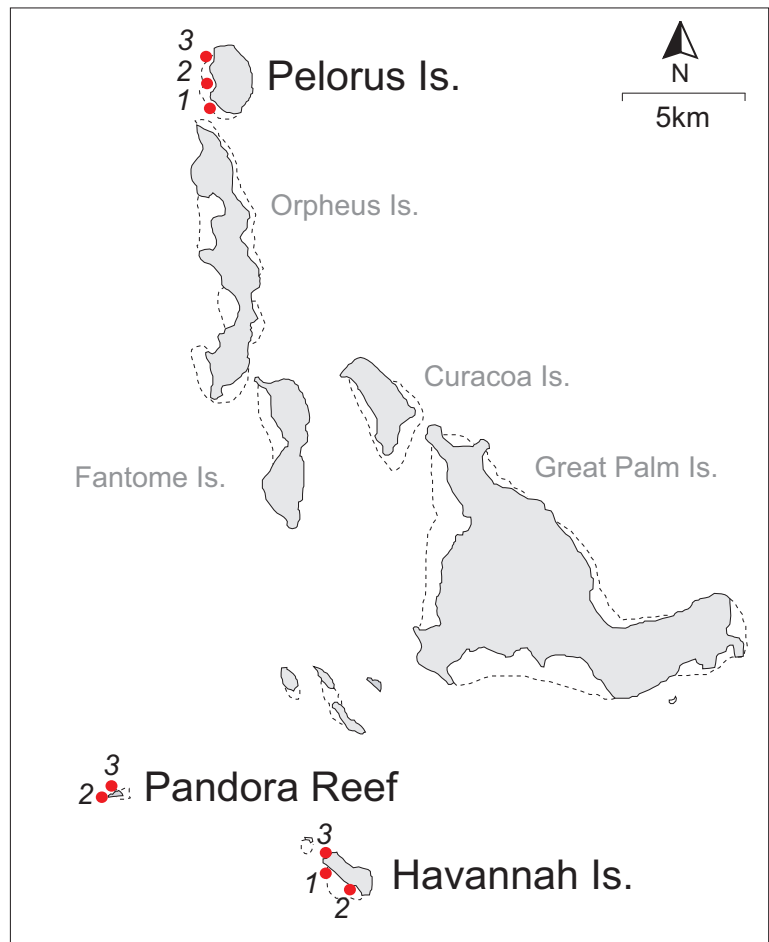 3
2
1
Pelorus Is.
N
5km
Orpheus Is.
Curacoa Is.
Fantome Is.
Great Palm Is.
3
2
Pandora Reef
3
1
2
Havannah Is.